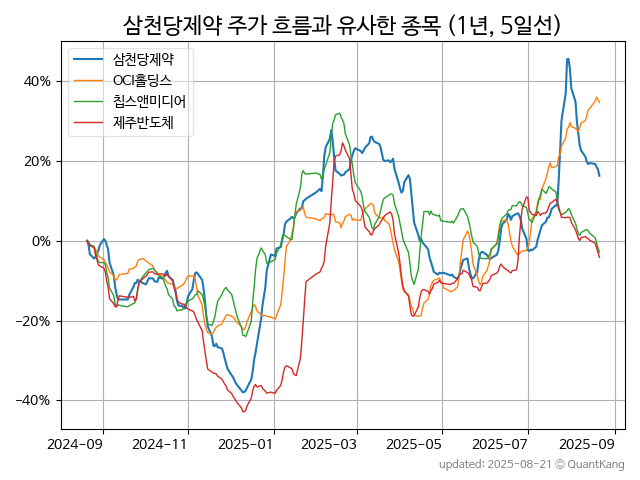 삼천당제약 주가 흐름과 유사한 종목 (1년, 5일선)
삼천당제약
OCI홀딩스
칩스앤미디어
제주반도체
40%
20%
0%
−20%
−40%
2024-09 2024-11 2025-01 2025-03 2025-05 2025-07 2025-09
updated: 2025-08-21 © QuantKang